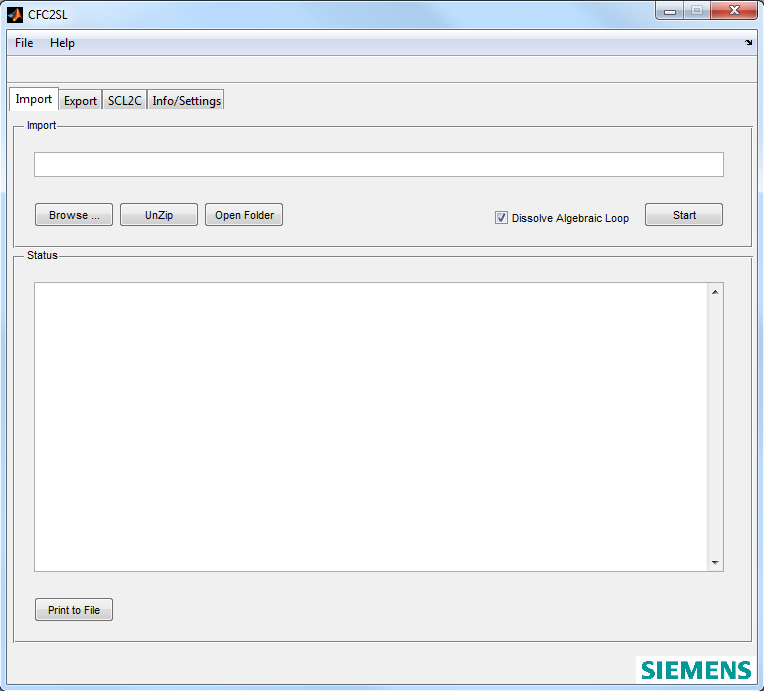 CFC2SL
File Help
Import Export SCL2C Info/Settings
Import
Browse ... UnZip Open Folder Dissolve Algebraic Loop Start
Status
Print to File
SIEMENS